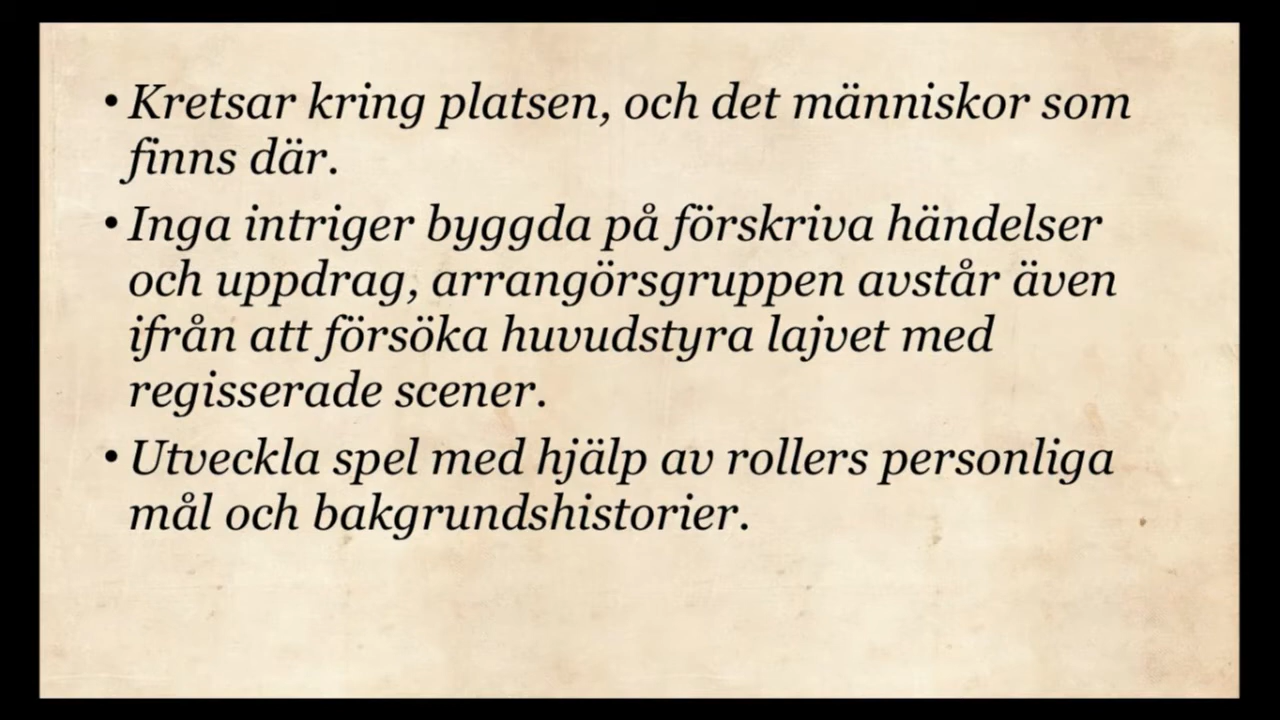 • Kretsar kring platsen, och det människor som
finns där.
• Inga intriger byggda på förskriva händelser
och uppdrag, arrangörsgruppen avstår även
ifrån att försöka huvudstyra lajvet med
regisserade scener.
• Utveckla spel med hjälp av rollers personliga
mål och bakgrundshistorier.